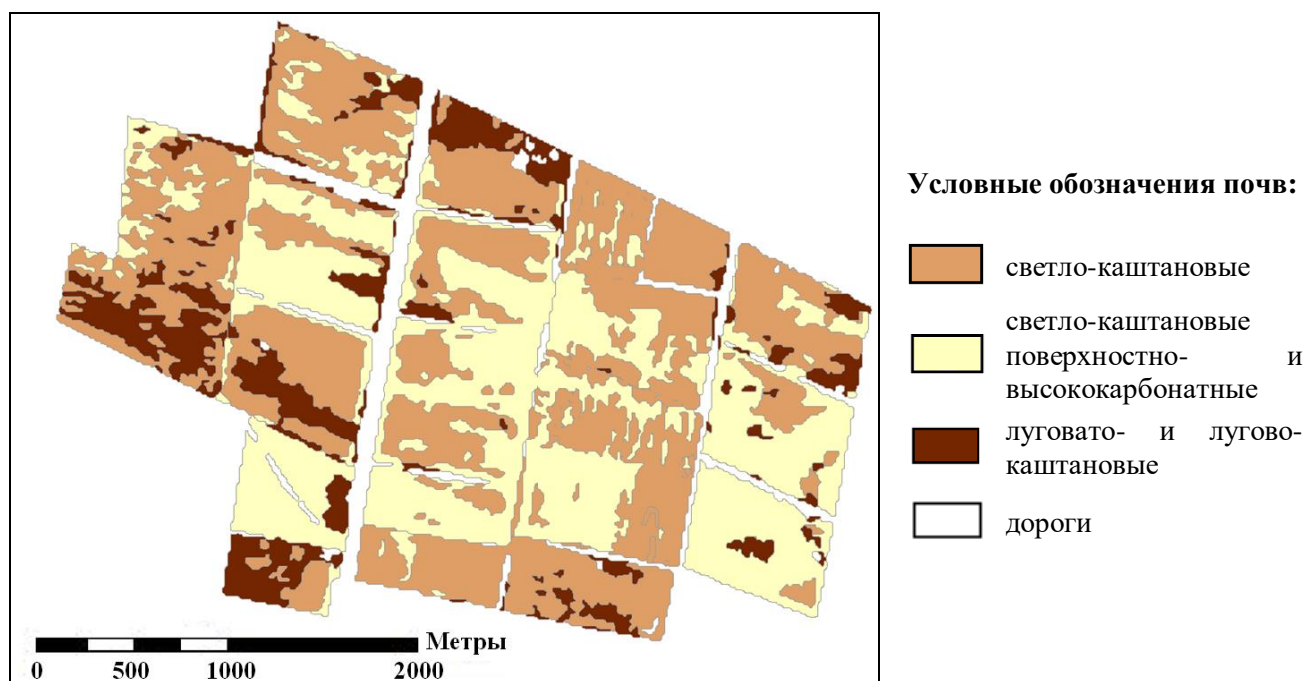 Условные обозначения почв:
светло-каштановые
светло-каштановые
поверхностно- и
высококарбонатные
луговато- и лугово-
каштановые
дороги
Метры
0 500 1000 2000